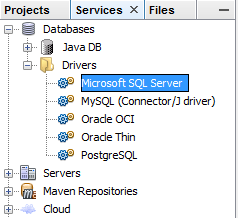 Projects Services × Files
Databases
Java DB
Drivers
Microsoft SQL Server
MySQL (Connector/J driver)
Oracle OCI
Oracle Thin
PostgreSQL
Servers
Maven Repositories
Cloud